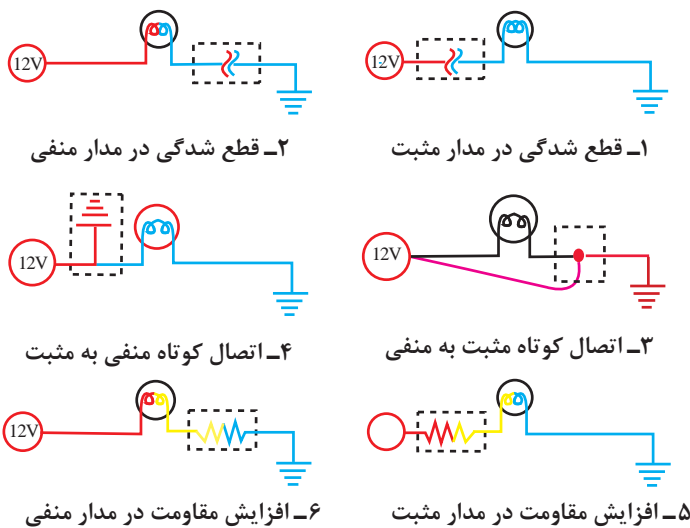 12V
12V
۱ـ قطع شدگی در مدار مثبت
۲ـ قطع شدگی در مدار منفی
12V
12V
۳ـ اتصال کوتاه مثبت به منفی
۴ـ اتصال کوتاه منفی به مثبت
12V
۵ـ افزایش مقاومت در مدار مثبت
۶ـ افزایش مقاومت در مدار منفی